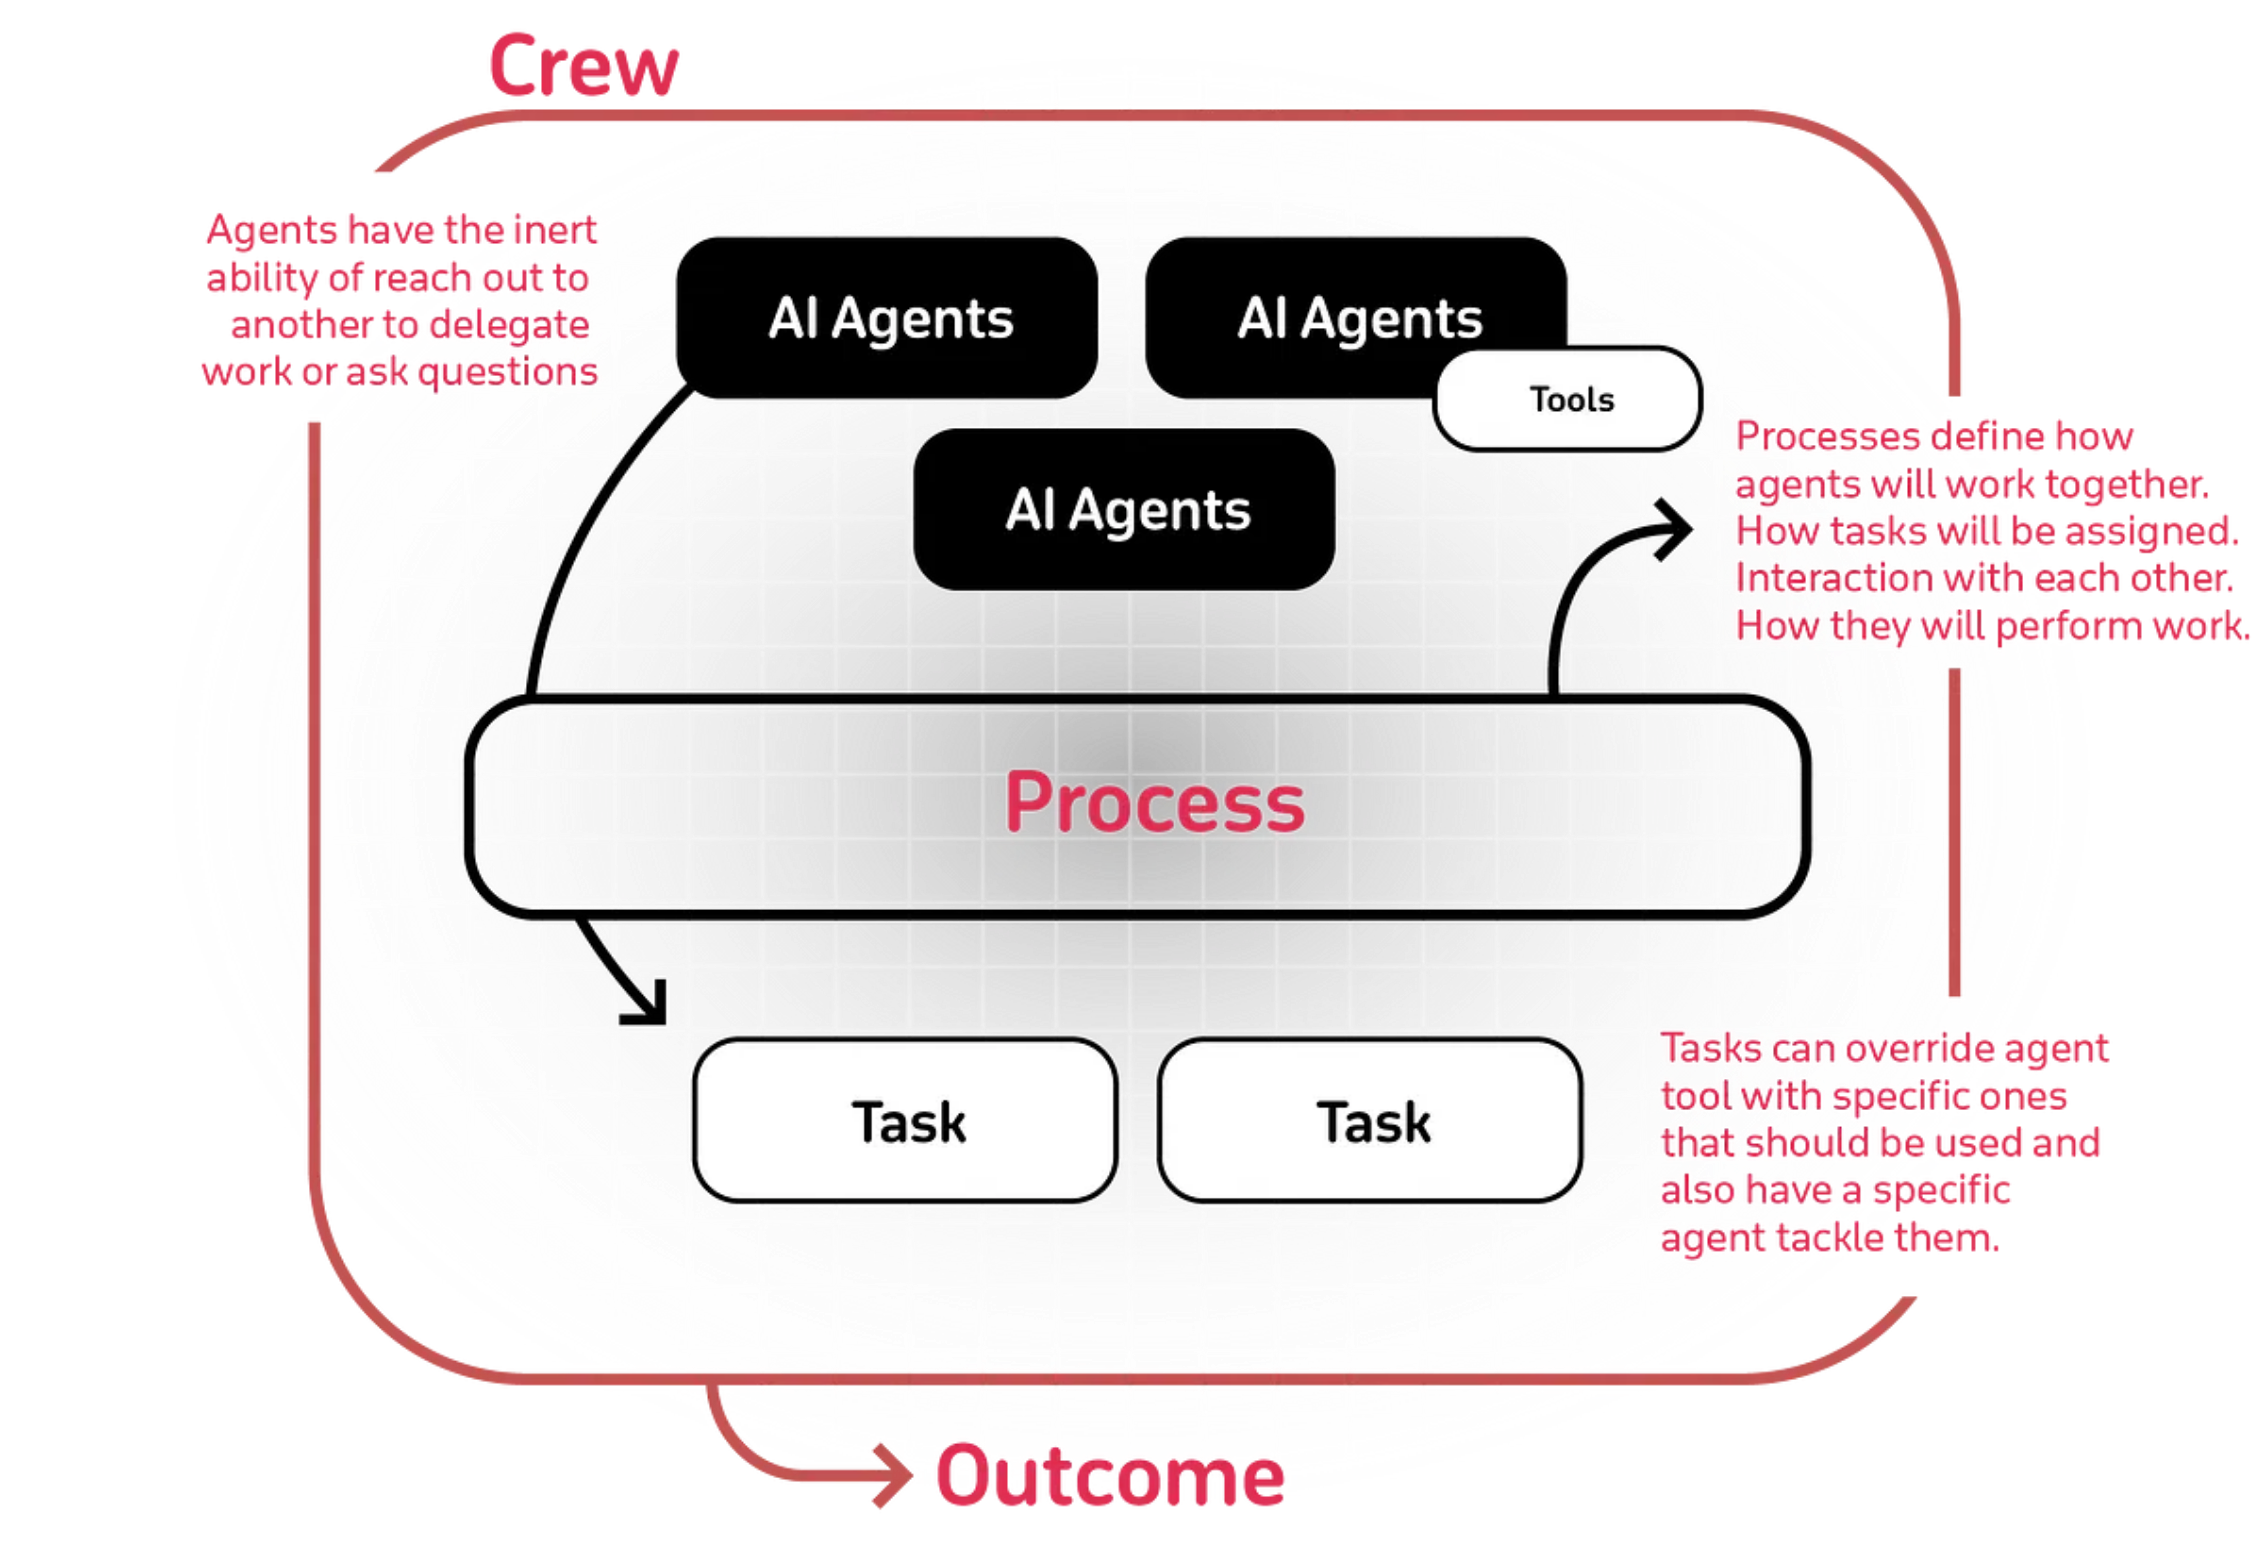 Crew
Agents have the inert
ability of reach out to
another to delegate
work or ask questions
AI Agents
AI Agents
Tools
AI Agents
Processes define how
agents will work together.
How tasks will be assigned.
Interaction with each other.
How they will perform work.
Process
Task
Task
Tasks can override agent
tool with specific ones
that should be used and
also have a specific
agent tackle them.
Outcome